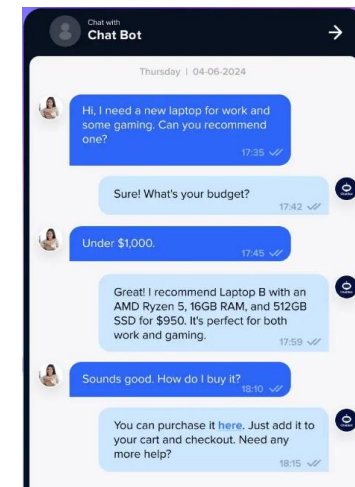 Chat with
Chat Bot
Thursday | 04-06-2024
Hi, I need a new laptop for work and
some gaming. Can you recommend
one?
17:35
Sure! What's your budget?
17:42
Under $1,000.
17:45
Great! I recommend Laptop B with an
AMD Ryzen 5, 16GB RAM, and 512GB
SSD for $950. It's perfect for both
work and gaming.
17:59
Sounds good. How do I buy it?
18:10
You can purchase it here. Just add it to
your cart and checkout. Need any
more help?
18:15